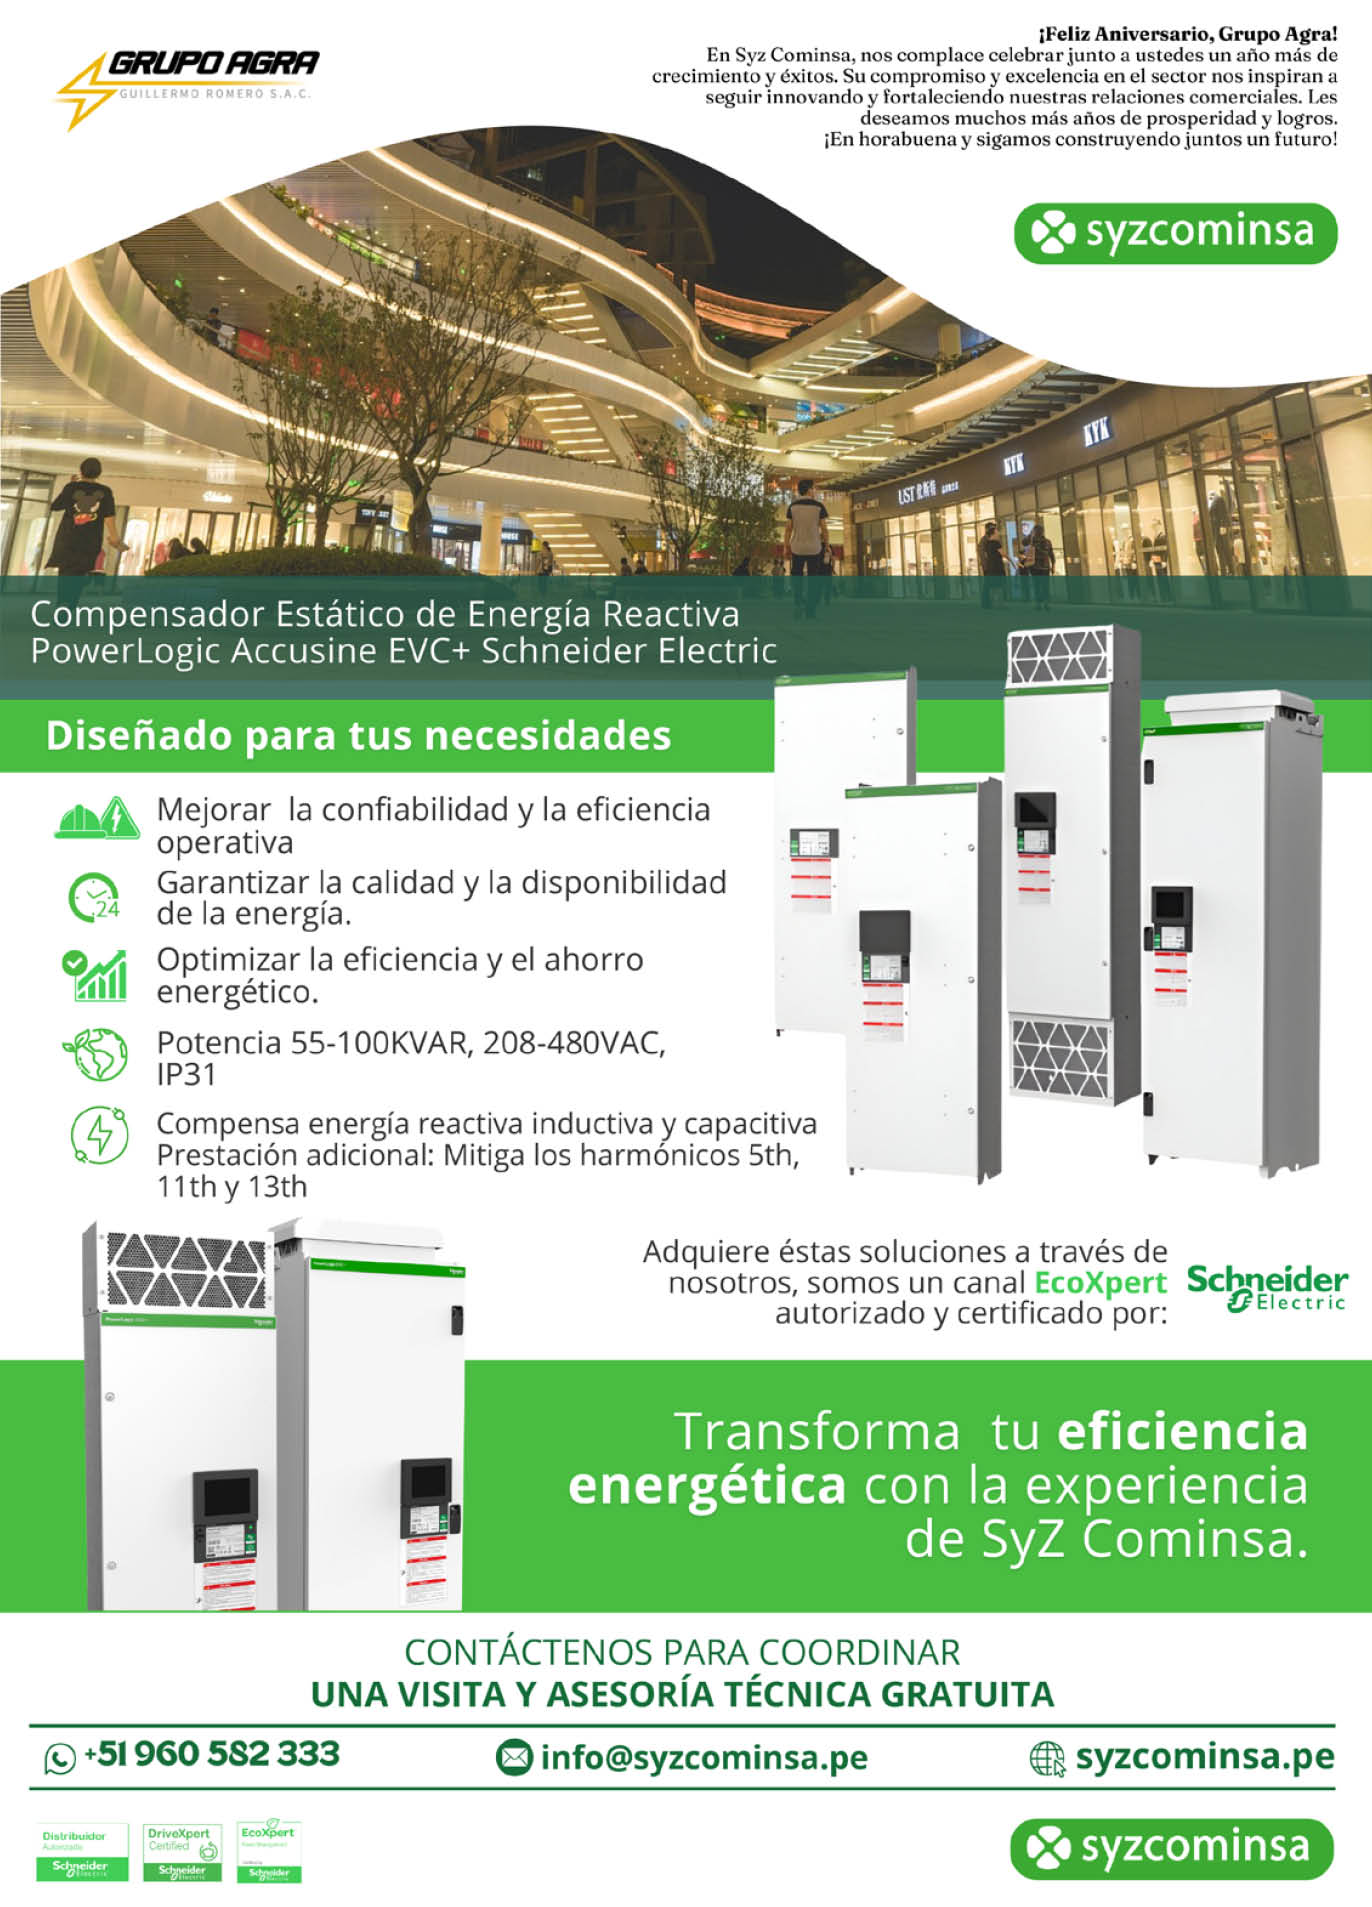 GRUPO AGRA
GUILLERMO ROMERO S.A.C.
¡Feliz Aniversario, Grupo Agra!
En Syz Cominsa, nos complace celebrar junto a ustedes un año más de
crecimiento y éxitos. Su compromiso y excelencia en el sector nos inspiran a
seguir innovando y fortaleciendo nuestras relaciones comerciales. Les
deseamos muchos más años de prosperidad y logros.
¡En horabuena y sigamos construyendo juntos un futuro!
syzcominsa
KYK
KYK
UST
Compensador Estático de Energía Reactiva
PowerLogic Accusine EVC+ Schneider Electric
Diseñado para tus necesidades
Mejorar la confiabilidad y la eficiencia
operativa
Garantizar la calidad y la disponibilidad
de la energía.
24
Optimizar la eficiencia y el ahorro
energético.
Potencia 55-100KVAR, 208-480VAC,
IP31
Compensa energía reactiva inductiva y capacitiva
Prestación adicional: Mitiga los harmónicos 5th,
11th y 13th
Adquiere éstas soluciones a través de
nosotros, somos un canal EcoXpert
autorizado y certificado por:
Schneider
Electric
Transforma tu eficiencia
energética con la experiencia
de SyZ Cominsa.
CONTÁCTENOS PARA COORDINAR
UNA VISITA Y ASESORÍA TÉCNICA GRATUITA
+51 960 582 333
info@syzcominsa.pe
syzcominsa.pe
Distribuidor
Autorizado
Schneider
Electric
DriveXpert
Certified
Schneider
Electric
EcoXpert
Schneider
Electric
syzcominsa